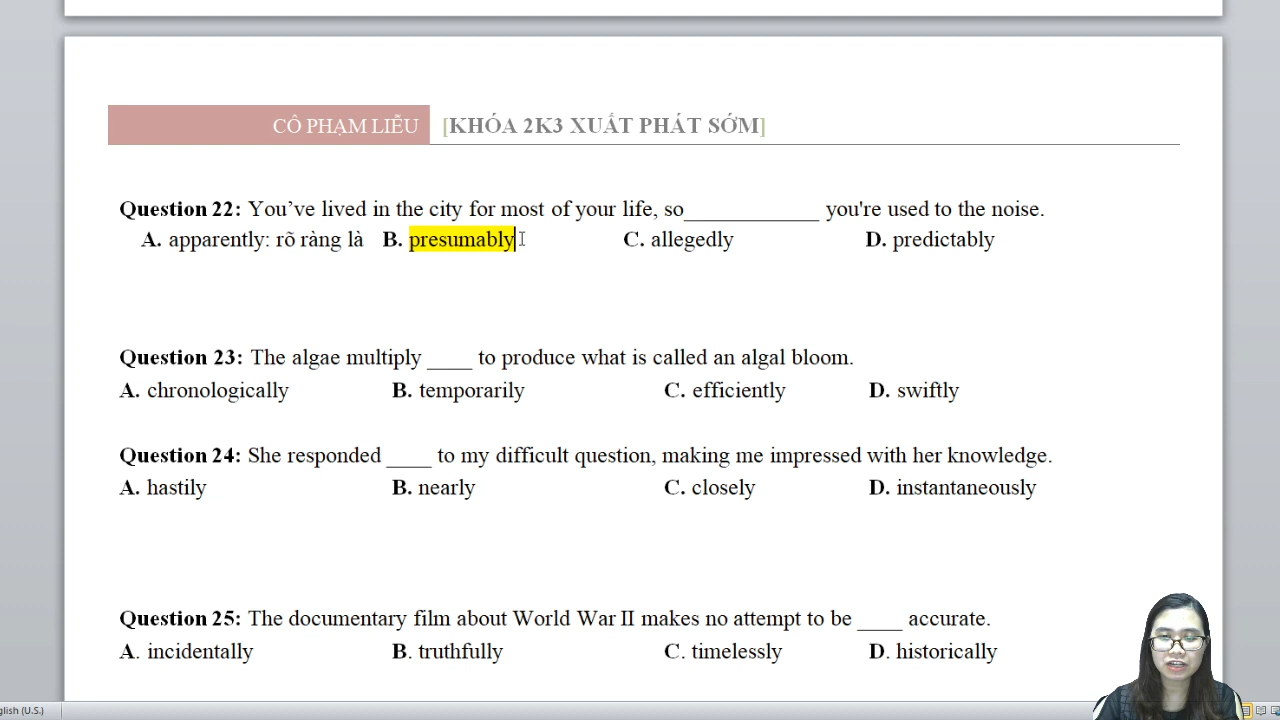 CÔ PHẠM LIỄU [KHÓA 2K3 XUẤT PHÁT SỚM]
Question 22: You’ve lived in the city for most of your life, so____________ you're used to the noise.
A. apparently: rõ ràng là B. presumably C. allegedly D. predictably
Question 23: The algae multiply ____ to produce what is called an algal bloom.
A. chronologically B. temporarily C. efficiently D. swiftly
Question 24: She responded ____ to my difficult question, making me impressed with her knowledge.
A. hastily B. nearly C. closely D. instantaneously
Question 25: The documentary film about World War II makes no attempt to be ____ accurate.
A. incidentally B. truthfully C. timelessly D. historically
glish (U.S.)